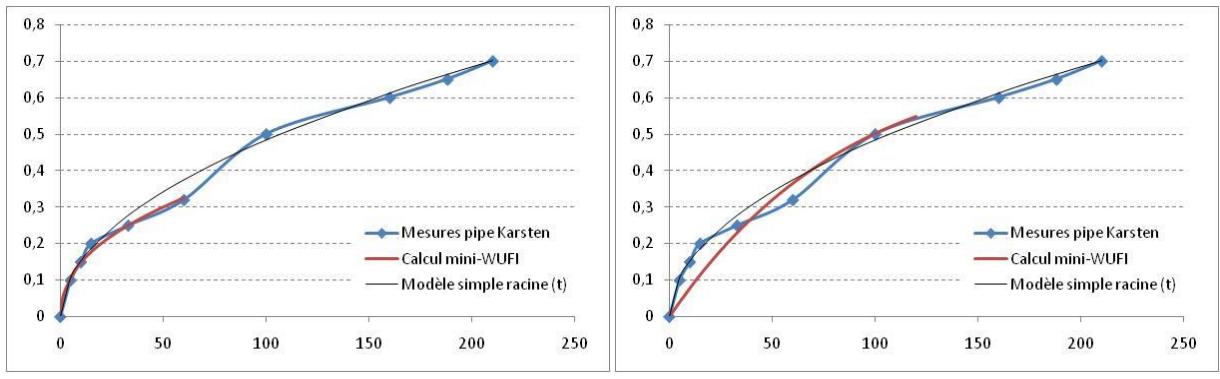 0,8
0,7
0,6
0,5
0,4
0,3
0,2
0,1
0
0 50 100 150 200 250
Mesures pipe Karsten
Calcul mini-WUFI
Modèle simple racine (t)
0,8
0,7
0,6
0,5
0,4
0,3
0,2
0,1
0
0 50 100 150 200 250
Mesures pipe Karsten
Calcul mini-WUFI
Modèle simple racine (t)